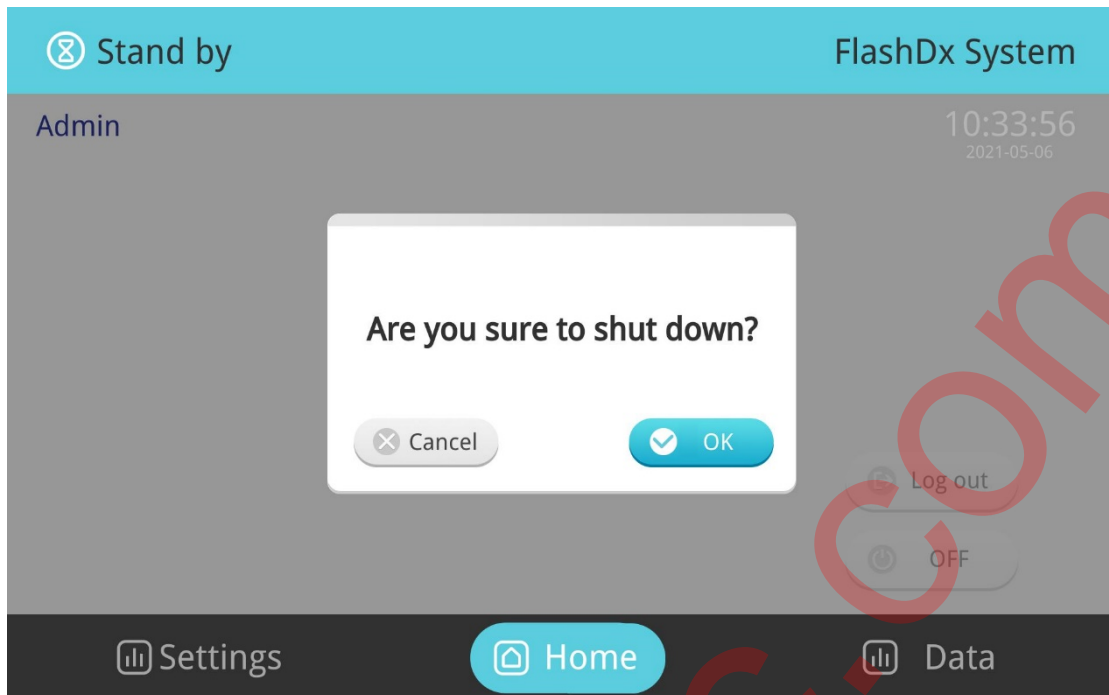 Stand by
FlashDx System
Admin
10:33:56
2021-05-06
Are you sure to shut down?
Cancel
OK
Log out
OFF
Settings
Home
Data